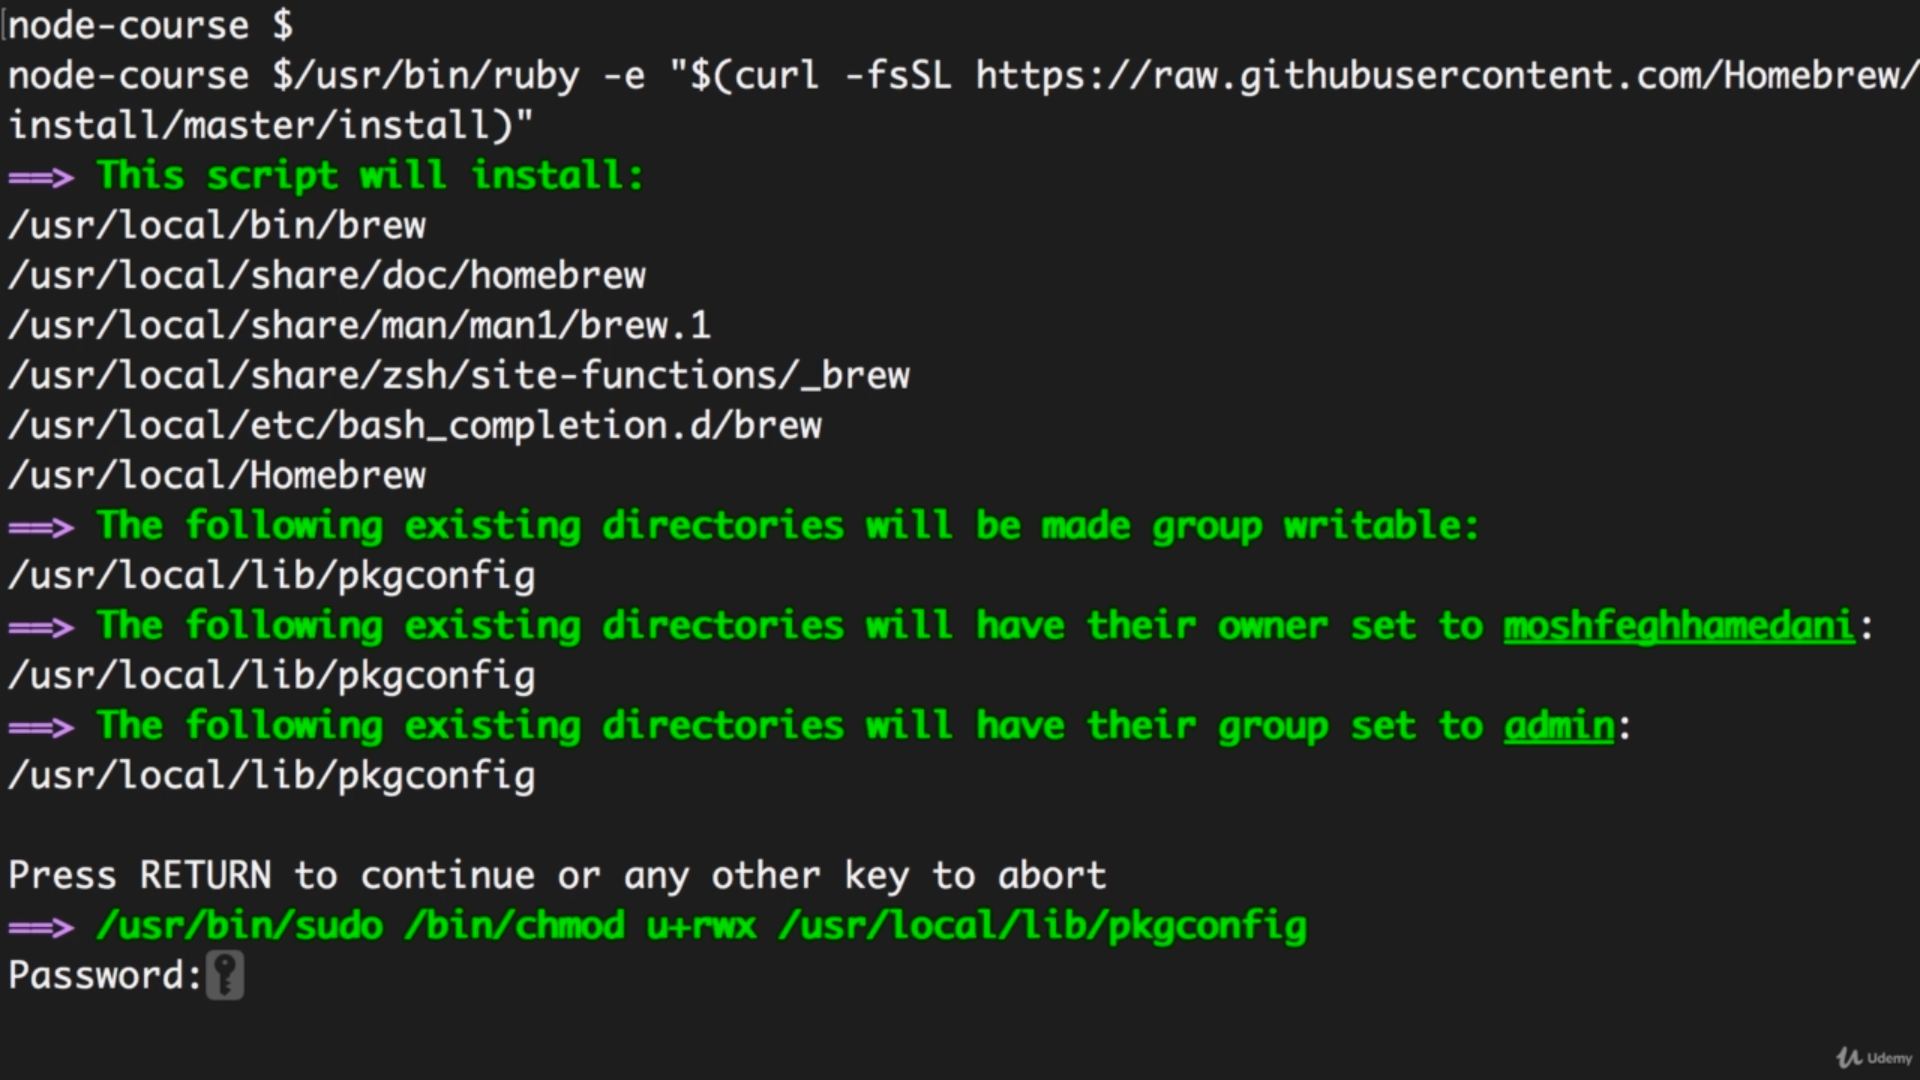 node-course $
node-course $/usr/bin/ruby -e "$(curl -fsSL https://raw.githubusercontent.com/Homebrew/
install/master/install)"
==> This script will install:
/usr/local/bin/brew
/usr/local/share/doc/homebrew
/usr/local/share/man/man1/brew.1
/usr/local/share/zsh/site-functions/_brew
/usr/local/etc/bash_completion.d/brew
/usr/local/Homebrew
==> The following existing directories will be made group writable:
/usr/local/lib/pkgconfig
==> The following existing directories will have their owner set to moshfeghhamedani:
/usr/local/lib/pkgconfig
==> The following existing directories will have their group set to admin:
/usr/local/lib/pkgconfig
Press RETURN to continue or any other key to abort
==> /usr/bin/sudo /bin/chmod u+rwx /usr/local/lib/pkgconfig
Password:
Udemy